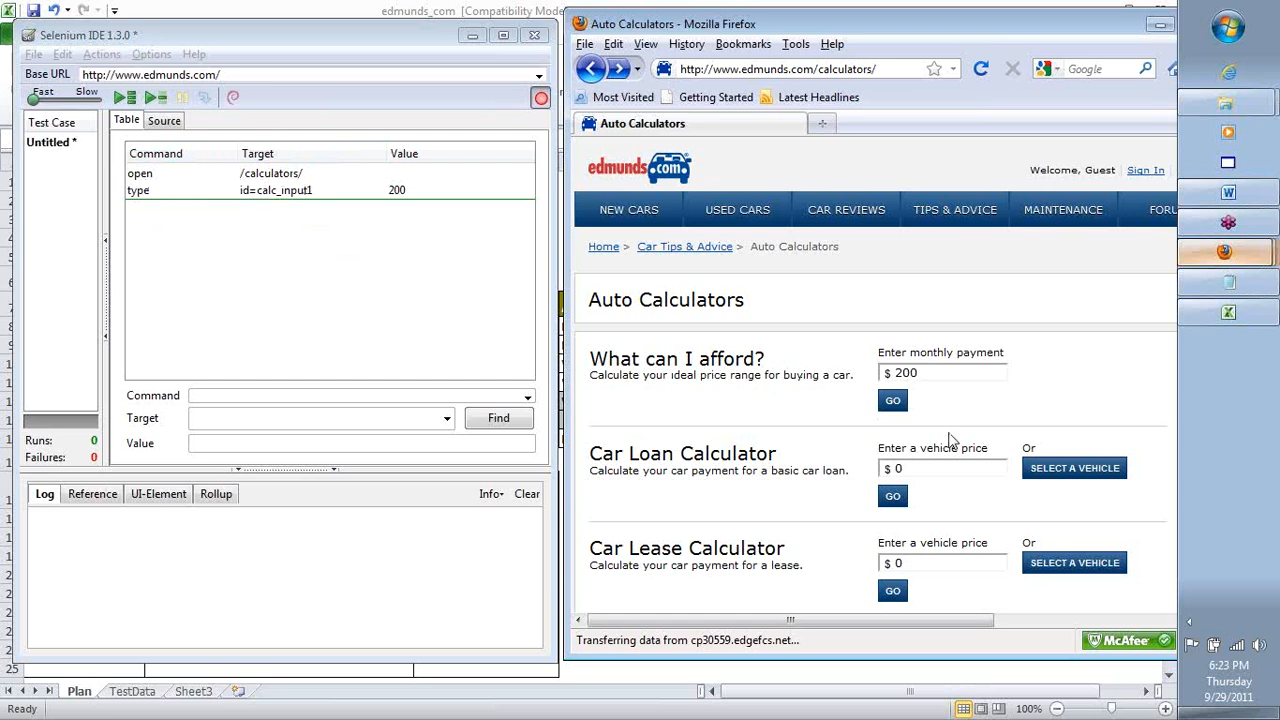 edmunds_com [Compatibility Mode
Selenium IDE 1.3.0 *
File Edit Actions Options Help
Base URL http://www.edmunds.com/
Fast Slow
Test Case
Untitled *
Table Source
Command Target Value
open /calculators/
type id=calc_input1 200
Command
Target Find
Value
Runs: 0
Failures: 0
Log Reference UI-Element Rollup Info Clear
25
Plan TestData Sheet3
Ready
100%
Auto Calculators - Mozilla Firefox
File Edit View History Bookmarks Tools Help
http://www.edmunds.com/calculators/ Google
Most Visited Getting Started Latest Headlines
Auto Calculators
edmunds.com
Welcome, Guest Sign In
NEW CARS USED CARS CAR REVIEWS TIPS & ADVICE MAINTENANCE FORU
Home > Car Tips & Advice > Auto Calculators
Auto Calculators
What can I afford?
Calculate your ideal price range for buying a car.
Enter monthly payment
$ 200
GO
Car Loan Calculator
Calculate your car payment for a basic car loan.
Enter a vehicle price Or
$ 0 SELECT A VEHICLE
GO
Car Lease Calculator
Calculate your car payment for a lease.
Enter a vehicle price Or
$ 0 SELECT A VEHICLE
GO
Transferring data from cp30559.edgefcs.net...
McAfee
6:23 PM
Thursday
9/29/2011